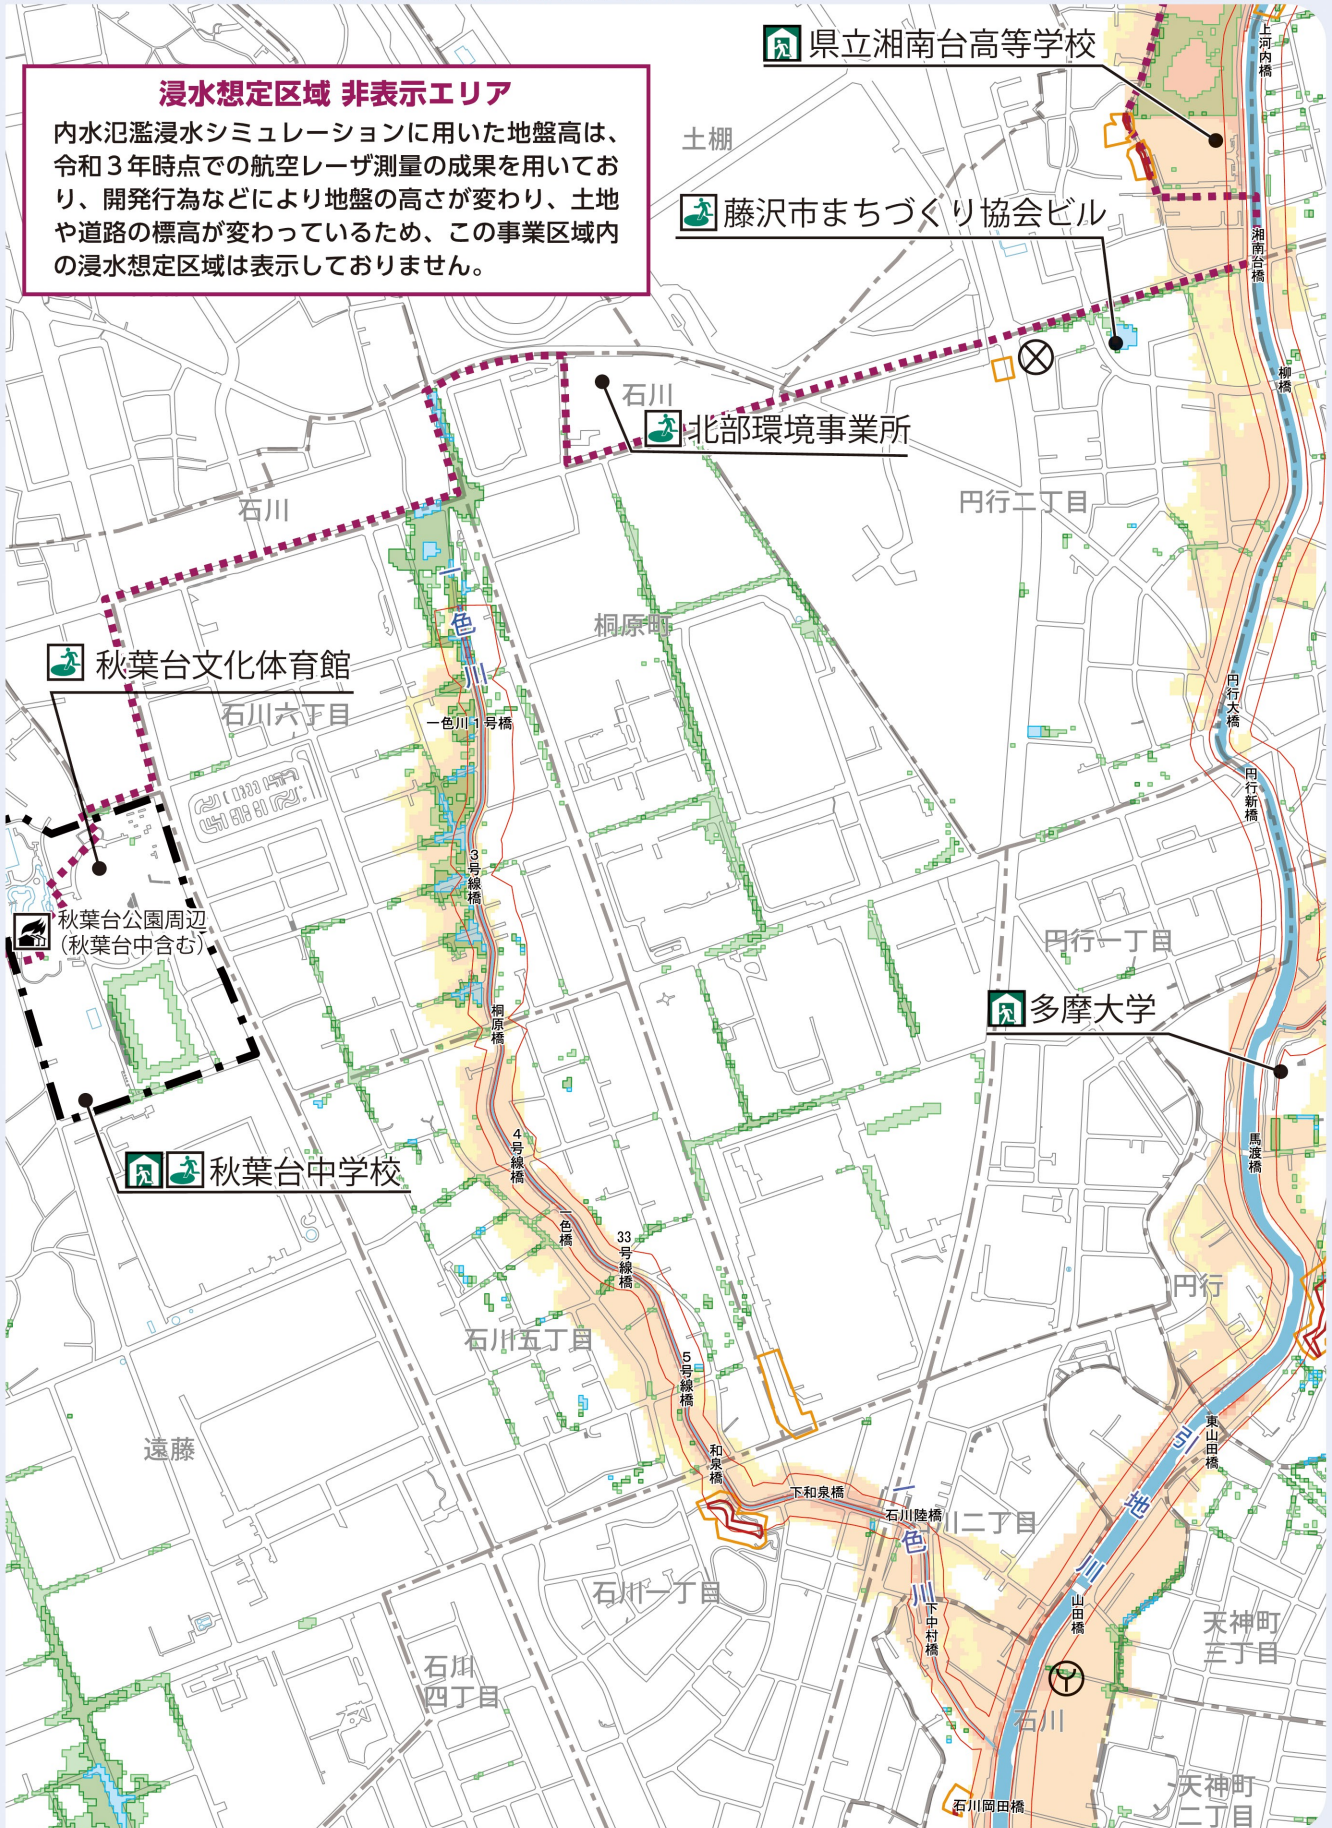 県立湘南台高等学校
上河内橋
浸水想定区域 非表示エリア
内水氾濫浸水シミュレーションに用いた地盤高は、
令和3年時点での航空レーザ測量の成果を用いてお
り、開発行為などにより地盤の高さが変わり、土地
や道路の標高が変わっているため、この事業区域内
の浸水想定区域は表示しておりません。
土棚
藤沢市まちづくり協会ビル
湘南台橋
柳橋
石川
北部環境事業所
石川
円行二丁目
一色川
桐原町
秋葉台文化体育館
石川六丁目
一色川1号橋
円行大橋
円行新橋
3号線橋
秋葉台公園周辺
(秋葉台中含む)
円行一丁目
多摩大学
桐原橋
4号線橋
馬渡橋
秋葉台中学校
一色橋
33号線橋
円行
石川五丁目
5号線橋
遠藤
和泉橋
東山田橋
引地川
下和泉橋
石川陸橋
川二丁目
一色川
石川一丁目
下中村橋
山田橋
天神町
三丁目
石川
四丁目
石川
天神町
二丁目
石川岡田橋